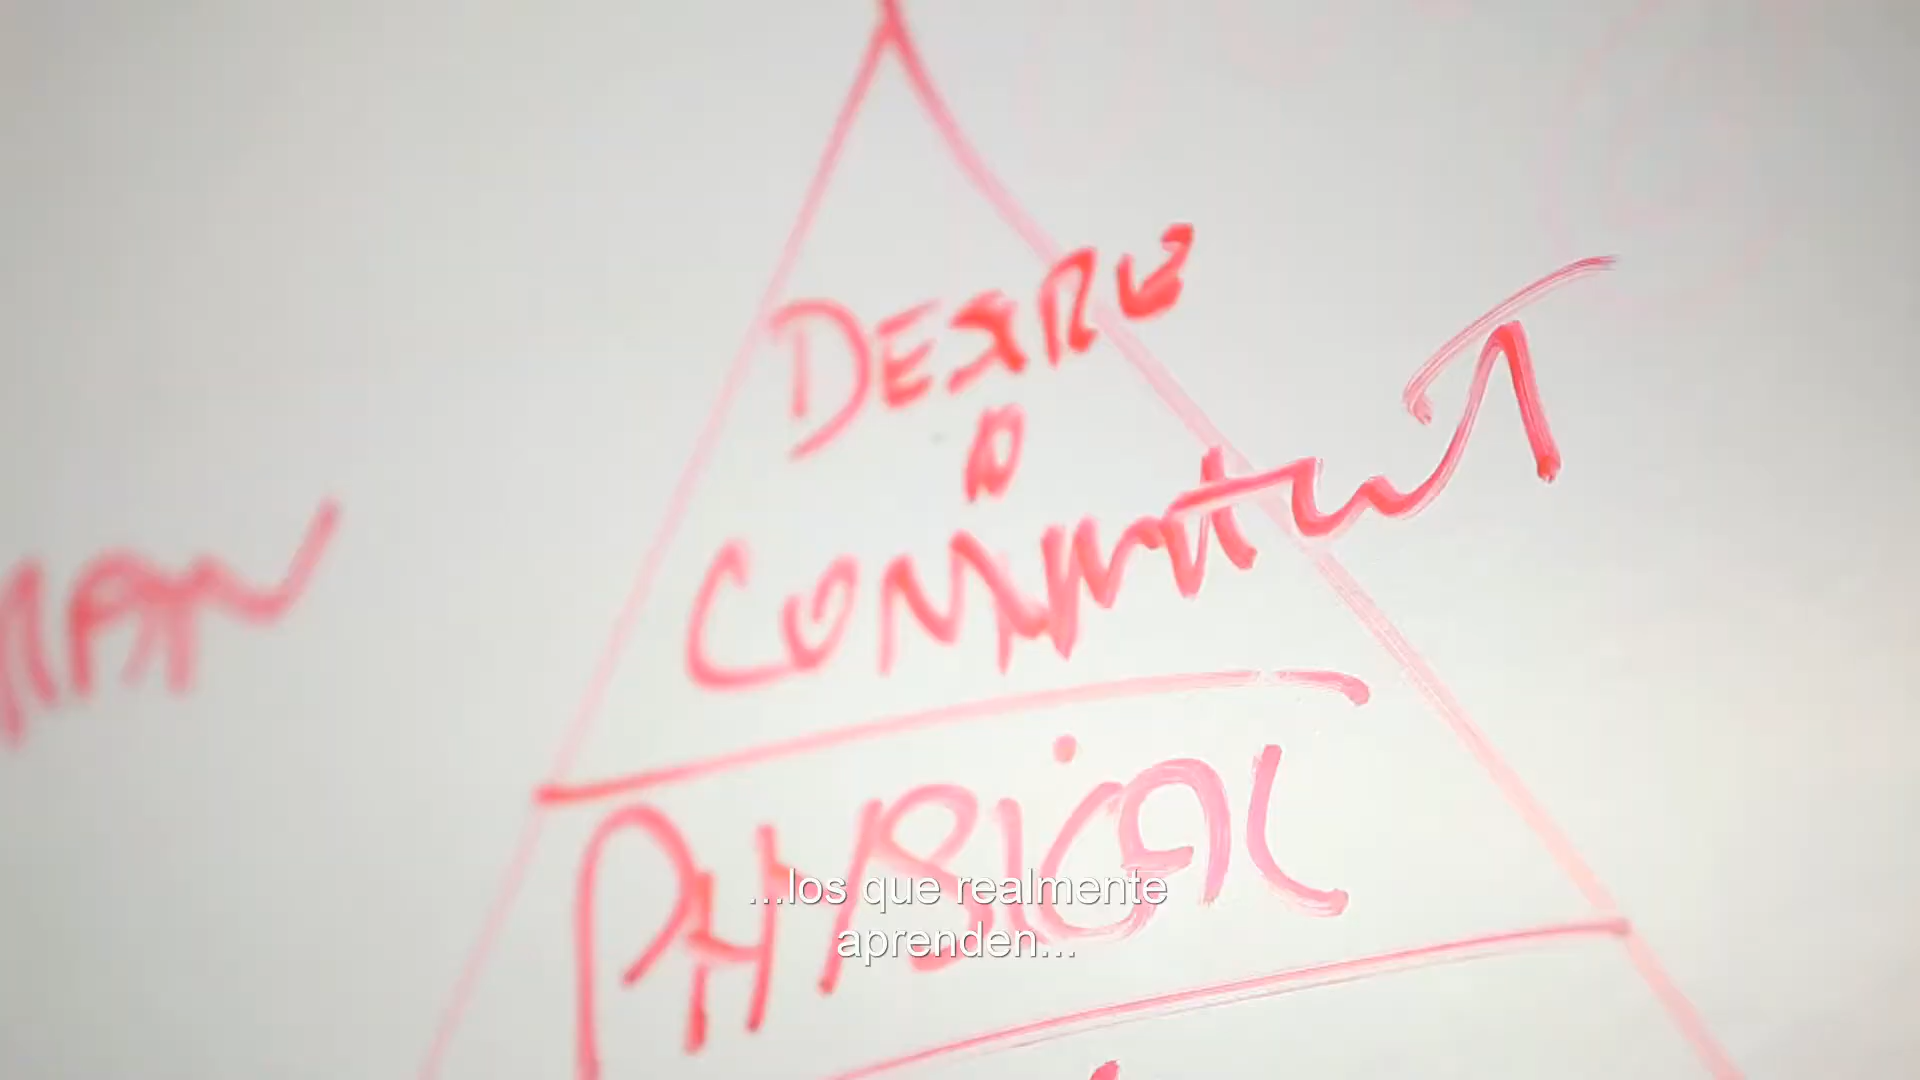 DESIRE
COMMITMENT
PHYSICAL
...los que realmente
aprenden...